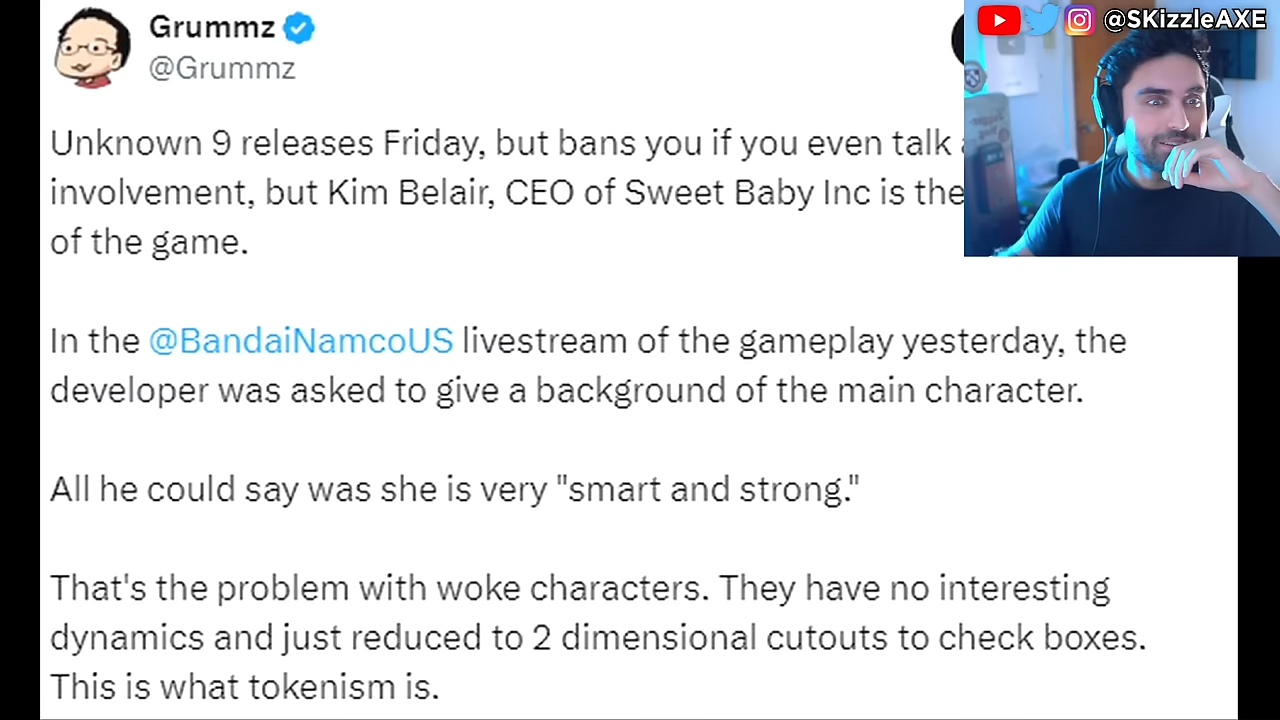 Grummz
@Grummz
@SKizzleAXE
Unknown 9 releases Friday, but bans you if you even talk
involvement, but Kim Belair, CEO of Sweet Baby Inc is the
of the game.
In the @BandaiNamcoUS livestream of the gameplay yesterday, the
developer was asked to give a background of the main character.
All he could say was she is very "smart and strong."
That's the problem with woke characters. They have no interesting
dynamics and just reduced to 2 dimensional cutouts to check boxes.
This is what tokenism is.